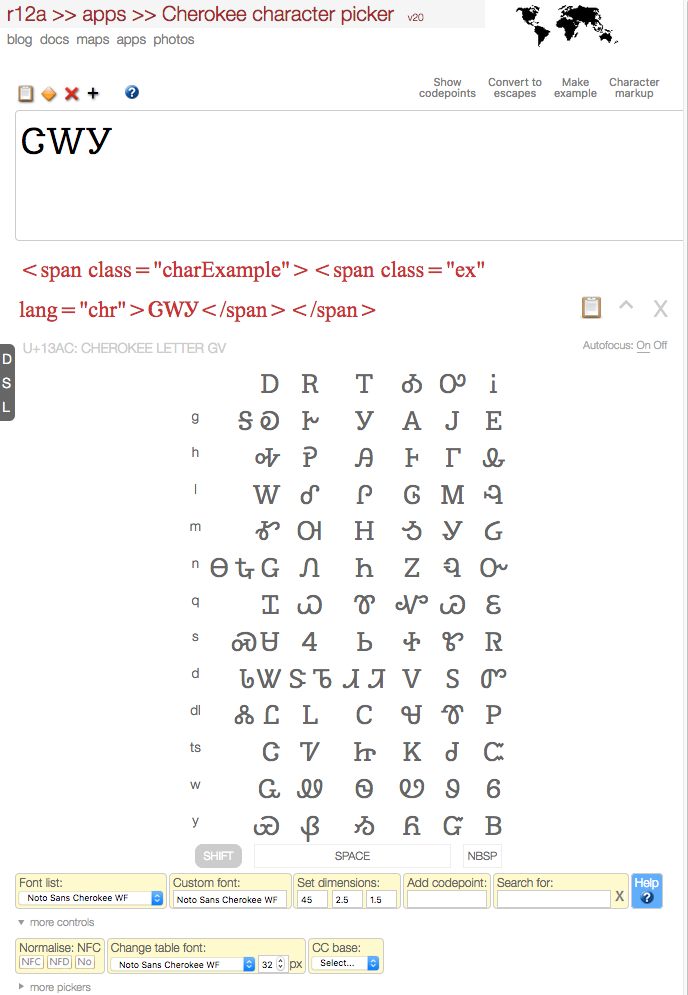 r12a >> apps >> Cherokee character picker v20
blog docs maps apps photos
Show codepoints
Convert to escapes
Make example
Character markup
ᏣᎳᎩ
<span class="charExample"><span class="ex"
lang="chr">ᏣᎳᎩ</span></span>
X
U+13AC: CHEROKEE LETTER GV
Autofocus: On Off
D
S
L
Ꭰ Ꭱ Ꭲ Ꭳ Ꭴ Ꭵ
g Ꭶ Ꭷ Ꭸ Ꭹ Ꭺ Ꭻ Ꭼ
h Ꭽ Ꭾ Ꭿ Ꮀ Ꮁ Ꮂ
l Ꮃ Ꮄ Ꮅ Ꮆ Ꮇ Ꮈ
m Ꮉ Ꮊ Ꮋ Ꮌ Ꮍ Ᏽ
n Ꮎ Ꮏ Ꮐ Ꮑ Ꮒ Ꮓ Ꮔ Ꮕ
q Ꮖ Ꮗ Ꮘ Ꮙ Ꮚ Ꮛ
s Ꮝ Ꮜ Ꮞ Ꮟ Ꮠ Ꮡ Ꮢ
d Ꮣ Ꮤ Ꮥ Ꮦ Ꮧ Ꮨ Ꮩ Ꮪ Ꮫ
dl Ꮬ Ꮭ Ꮮ Ꮯ Ꮰ Ꮱ Ꮲ
ts Ꮳ Ꮴ Ꮵ Ꮶ Ꮷ Ꮸ
w Ꮹ Ꮺ Ꮻ Ꮼ Ꮽ Ꮾ
y Ꮿ Ᏸ Ᏹ Ᏺ Ᏻ Ᏼ
SHIFT SPACE NBSP
Font list: Custom font: Set dimensions: Add codepoint: Search for: Help
Noto Sans Cherokee WF Noto Sans Cherokee WF 45 2.5 1.5 X ?
▼ more controls
Normalise: NFC Change table font: CC base:
NFC NFD No Noto Sans Cherokee WF 32 px Select...
► more pickers